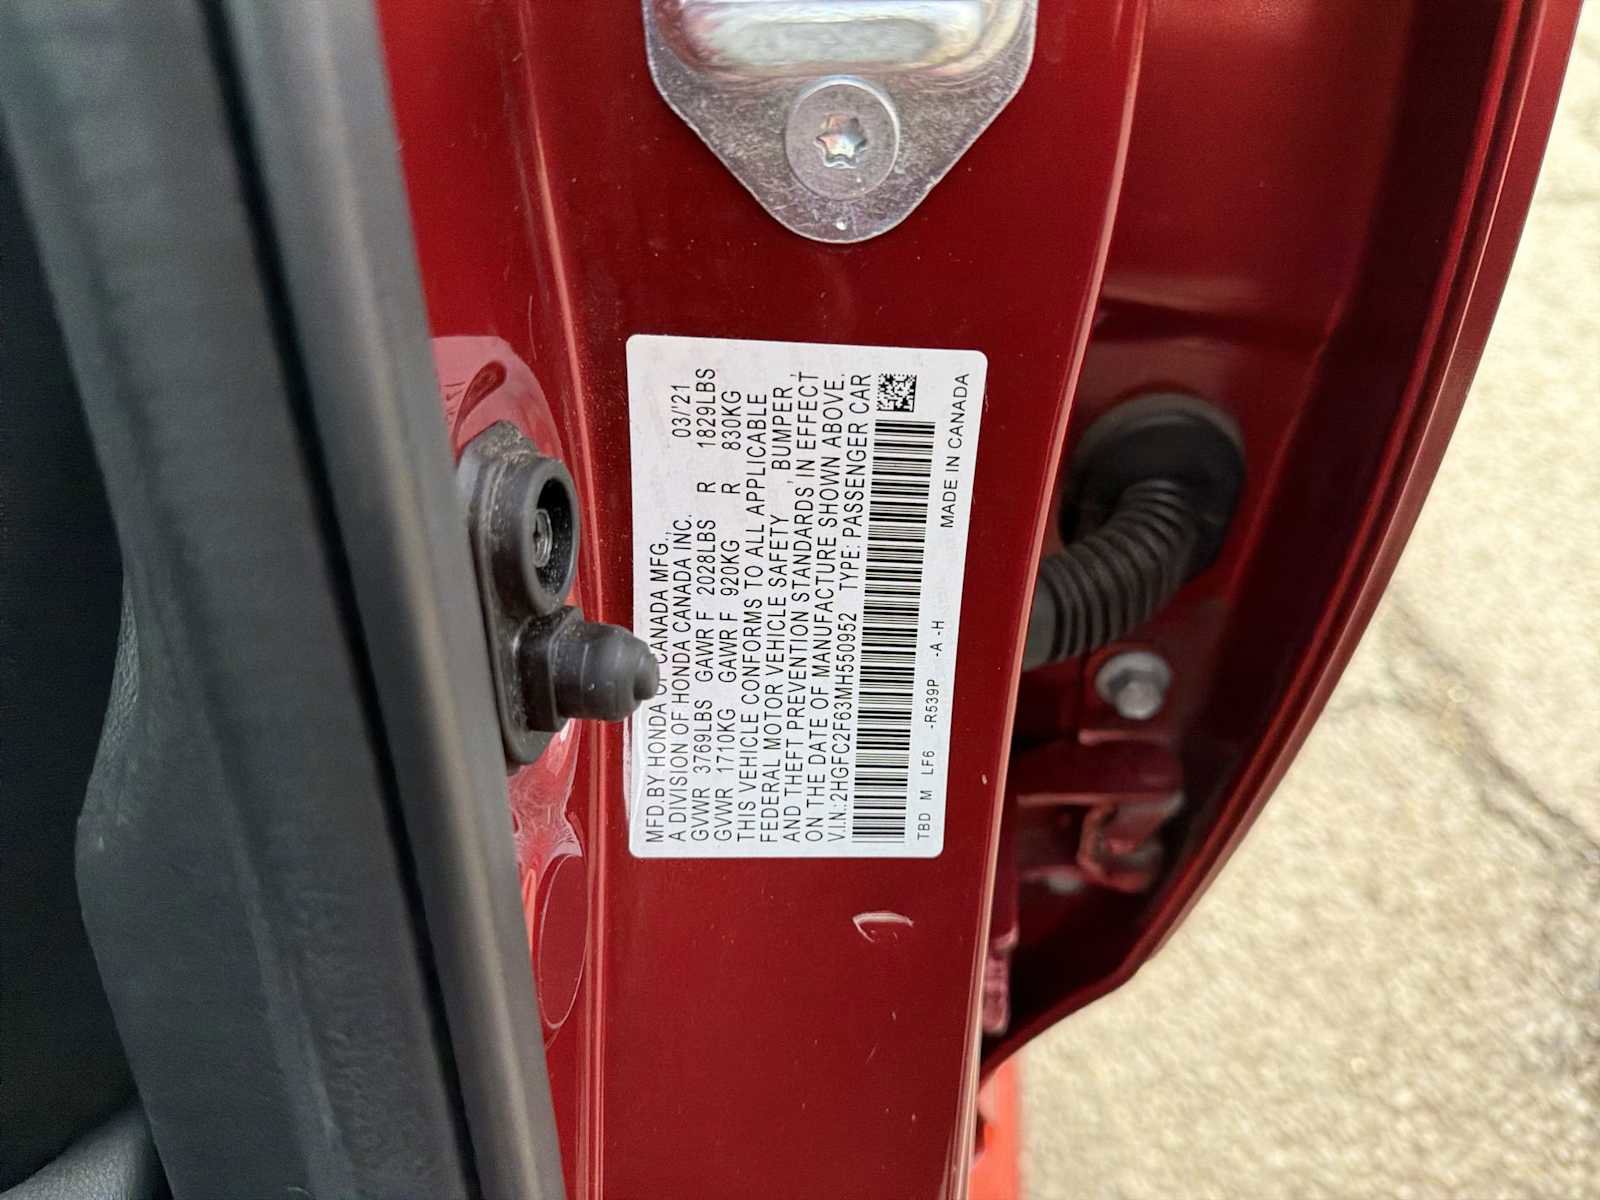 MFD.BY HONDA OF CANADA MFG.,
A DIVISION OF HONDA CANADA INC. 03/'21
GVWR 3769LBS GAWR F 2028LBS R 1829LBS
GVWR 1710KG GAWR F 920KG R 830KG
THIS VEHICLE CONFORMS TO ALL APPLICABLE
FEDERAL MOTOR VEHICLE SAFETY, BUMPER,
AND THEFT PREVENTION STANDARDS, IN EFFECT
ON THE DATE OF MANUFACTURE SHOWN ABOVE.
V.I.N.:2HGFC2F63MH550952 TYPE: PASSENGER CAR
TBD M LF6 -R539P -A -H MADE IN CANADA